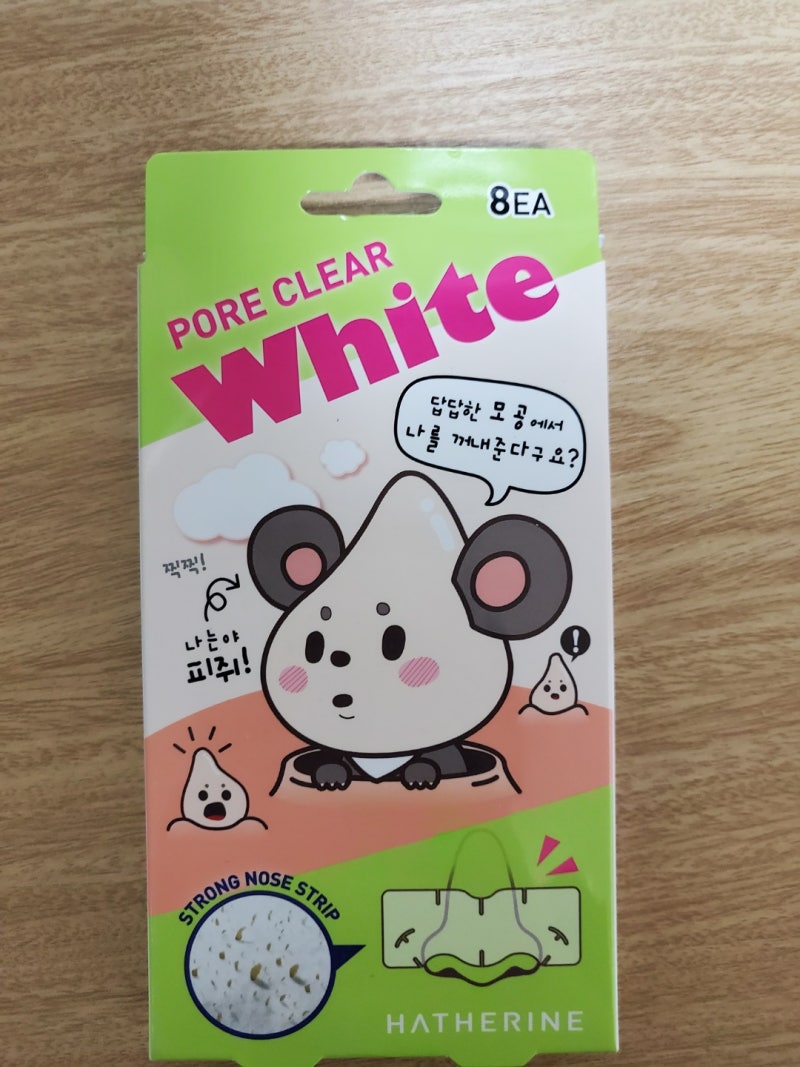 8EA
PORE CLEAR
White
답답한 모공에서
나를 꺼내준다구요?
찍찍!
나는야
피쥐!
!
STRONG NOSE STRIP
HATHERINE